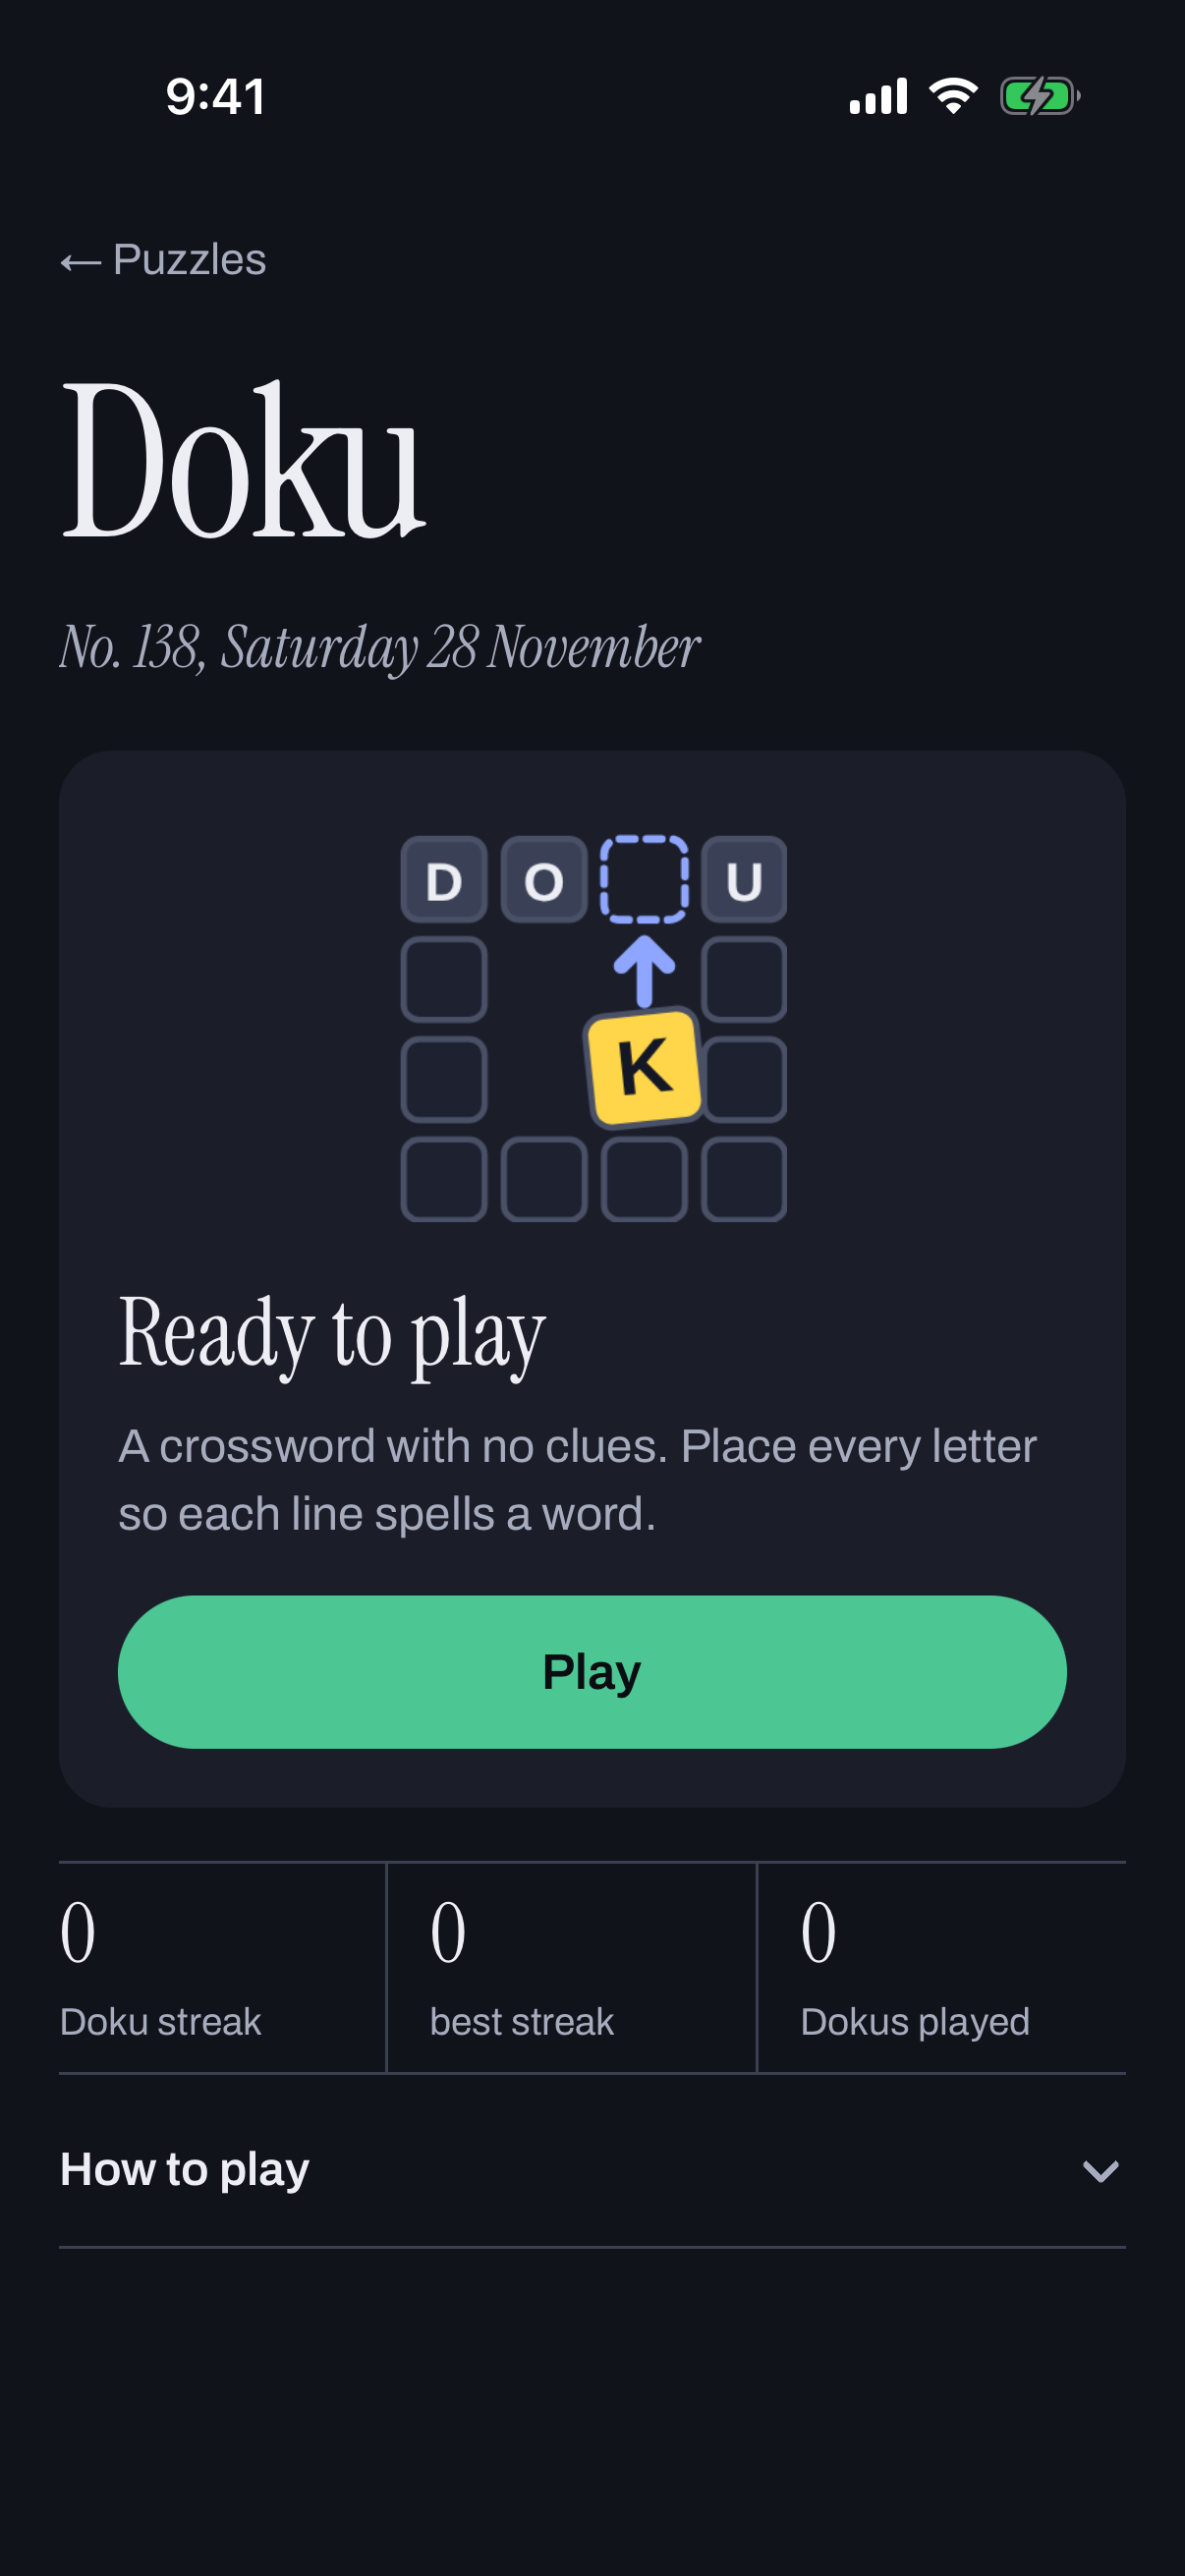 9:41
← Puzzles
Doku
No. 138, Saturday 28 November
D O U
K
Ready to play
A crossword with no clues. Place every letter
so each line spells a word.
Play
0 0 0
Doku streak best streak Dokus played
How to play